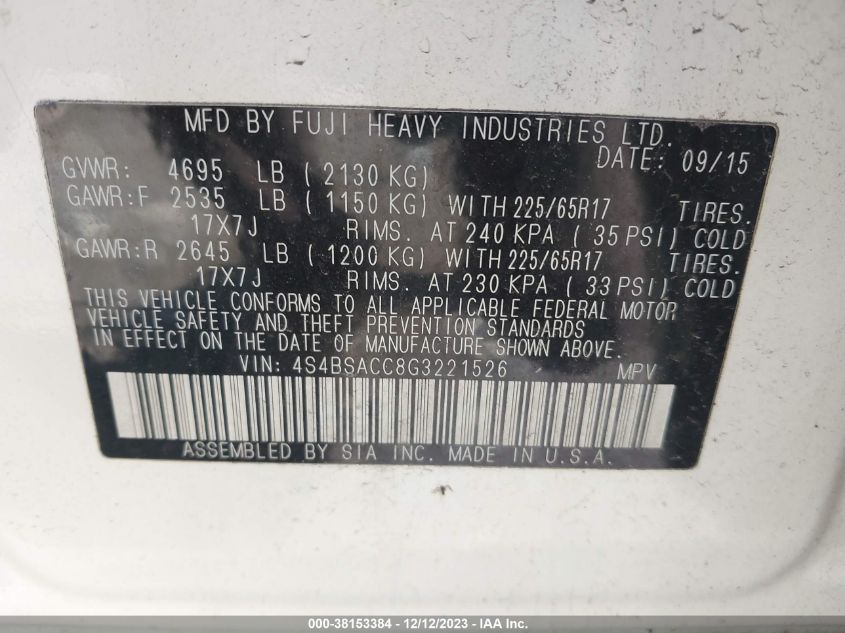 MFD BY FUJI HEAVY INDUSTRIES LTD.
DATE: 09/15
GVWR: 4695 LB ( 2130 KG)
GAWR:F 2535 LB ( 1150 KG) WITH 225/65R17 TIRES.
17X7J RIMS. AT 240 KPA ( 35 PSI) COLD
GAWR:R 2645 LB ( 1200 KG) WITH 225/65R17 TIRES.
17X7J RIMS. AT 230 KPA ( 33 PSI) COLD
THIS VEHICLE CONFORMS TO ALL APPLICABLE FEDERAL MOTOR
VEHICLE SAFETY AND THEFT PREVENTION STANDARDS
IN EFFECT ON THE DATE OF MANUFACTURE SHOWN ABOVE.
VIN: 4S4BSACC8G3221526 MPV
ASSEMBLED BY SIA INC. MADE IN U.S.A.
000-38153384 - 12/12/2023 - IAA Inc.